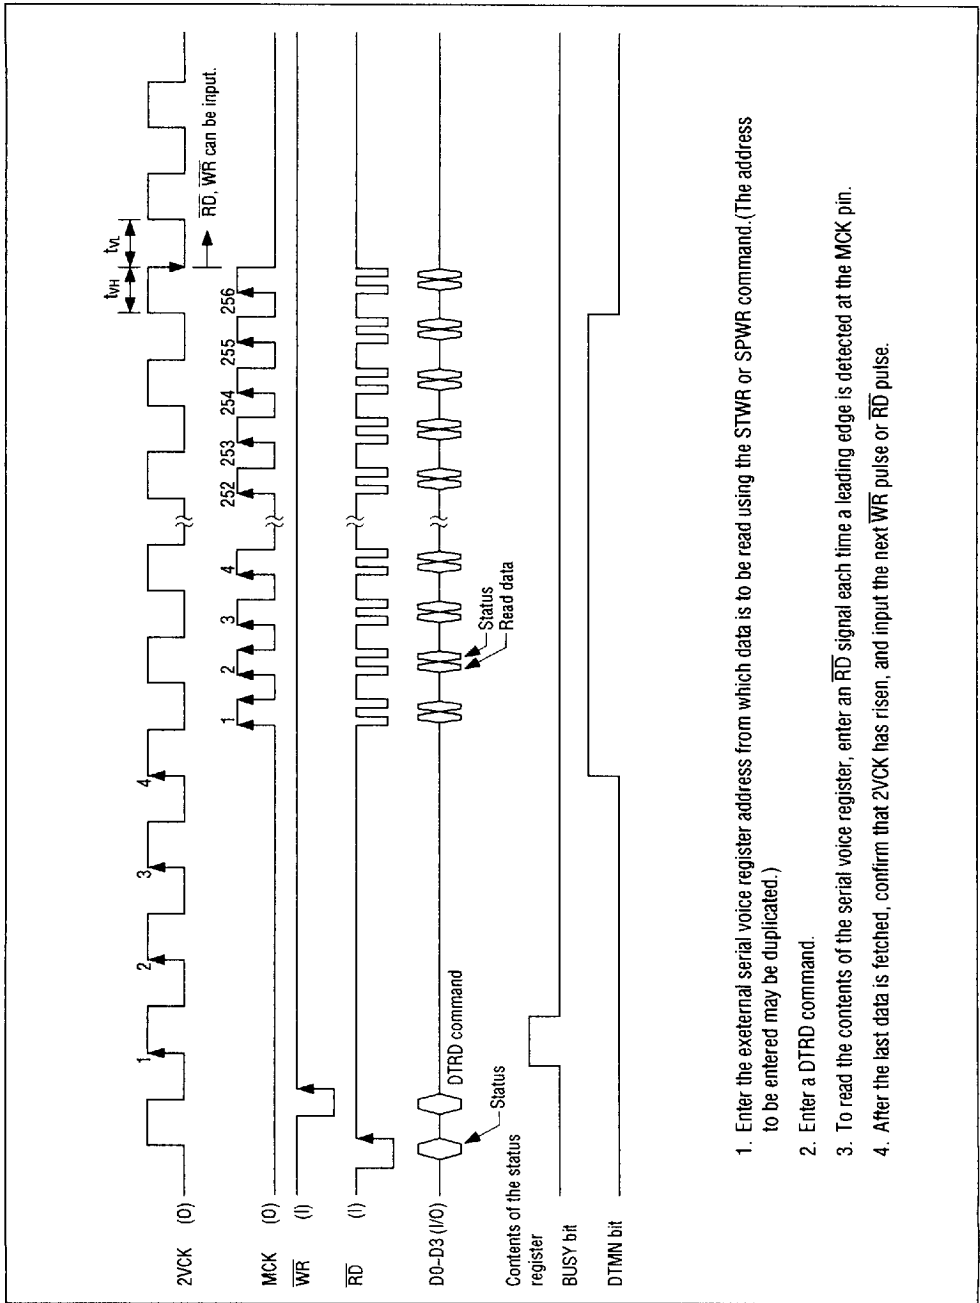 tVH
tVL
RD, WR can be input.
1
2
3
4
2VCK (O)
1
2
3
4
252
253
254
255
256
MCK (O)
WR (I)
RD (I)
D0–D3 (I/O)
DTRD command
Status
Status
Read data
Contents of the status
register
BUSY bit
DTMN bit
1. Enter the exeternal serial voice register address from which data is to be read using the STWR or SPWR command.(The address
to be entered may be duplicated.)
2. Enter a DTRD command.
3. To read the contents of the serial voice register, enter an RD signal each time a leading edge is detected at the MCK pin.
4. After the last data is fetched, confirm that 2VCK has risen, and input the next WR pulse or RD pulse.